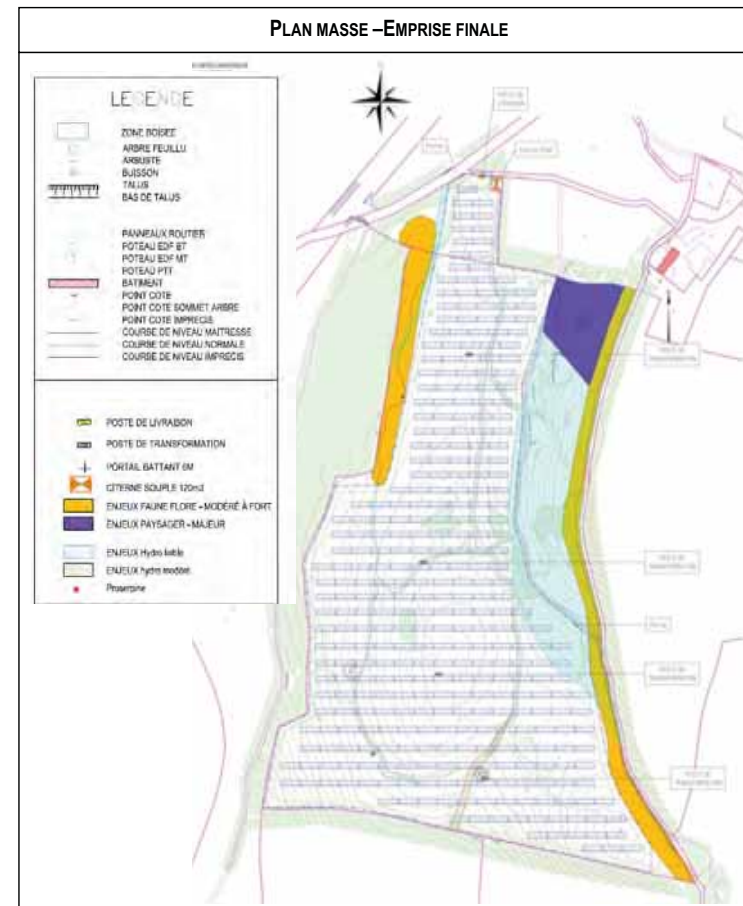 PLAN MASSE –EMPRISE FINALE
LEGENDE
ZONE BOISEE
ARBRE FEUILLU
ARBUSTE
BUISSON
TALUS
BAS DE TALUS
PANNEAUX ROUTIER
POTEAU EDF BT
POTEAU EDF MT
POTEAU PTT
BATIMENT
POINT COTE
POINT COTE SOMMET ARBRE
POINT COTE IMPRECIS
COURBE DE NIVEAU MAITRESSE
COURBE DE NIVEAU NORMALE
COURBE DE NIVEAU IMPRECIS
POSTE DE LIVRAISON
POSTE DE TRANSFORMATION
PORTAIL BATTANT 6M
CITERNE SOUPLE 120m3
ENJEUX FAUNE FLORE - MODÉRÉ À FORT
ENJEUX PAYSAGER - MAJEUR
ENJEUX Hydro faible
ENJEUX hydro modéré
Proserpine